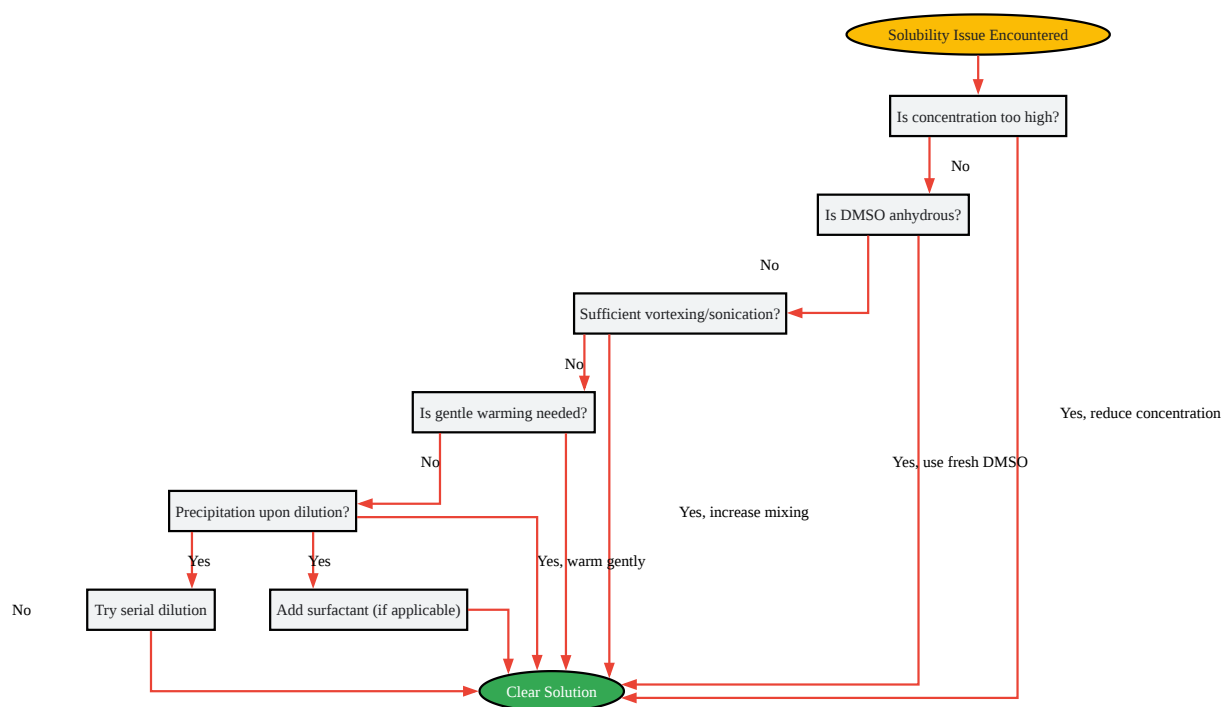 Solubility Issue Encountered
Is concentration too high?
No
Is DMSO anhydrous?
No
Sufficient vortexing/sonication?
No
Is gentle warming needed?
Yes, reduce concentration
No
Yes, use fresh DMSO
Precipitation upon dilution?
Yes, increase mixing
Yes
Yes
Yes, warm gently
No
Try serial dilution
Add surfactant (if applicable)
Clear Solution